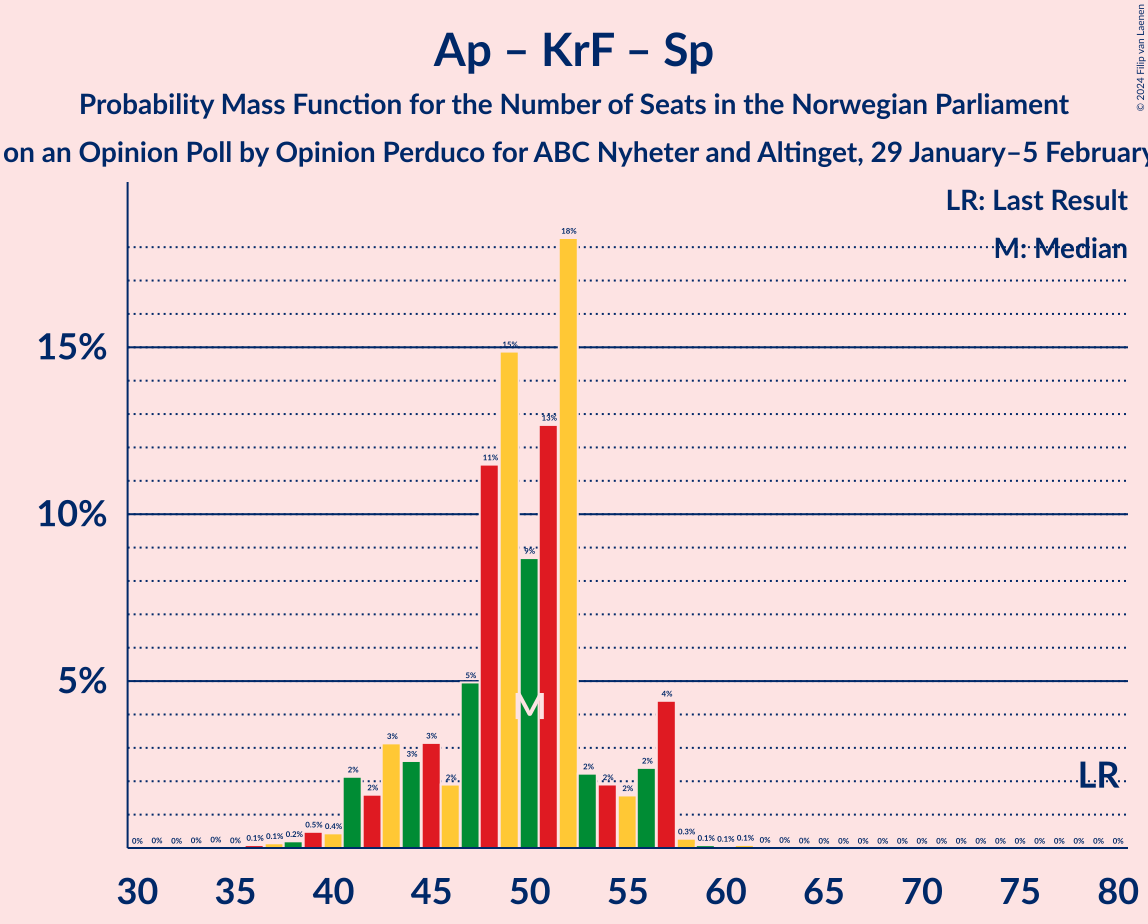 Ap – KrF – Sp
Probability Mass Function for the Number of Seats in the Norwegian Parliament
on an Opinion Poll by Opinion Perduco for ABC Nyheter and Altinget, 29 January–5 February
© 2024 Filip van Laenen
LR: Last Result
M: Median
15%
10%
5%
0% 0% 0% 0% 0% 0% 0.1% 0.1% 0.2% 0.5% 0.4% 2% 2% 3% 3% 3% 2% 5% 11% 15% 9% 13% 18% 2% 2% 2% 2% 4% 0.3% 0.1% 0.1% 0.1% 0% 0% 0% 0% 0% 0% 0% 0% 0% 0% 0% 0% 0% 0% 0% 0% 0% 0% 0%
M
LR
30 35 40 45 50 55 60 65 70 75 80